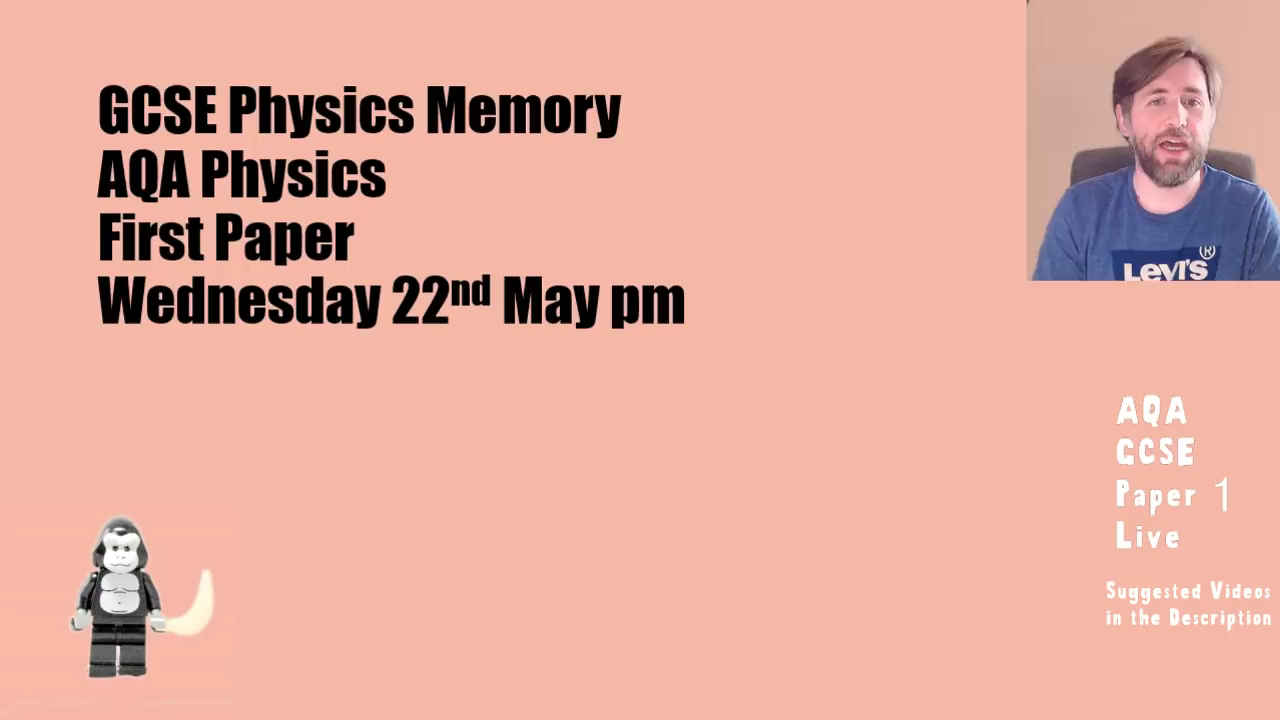 GCSE Physics Memory
AQA Physics
First Paper
Wednesday 22nd May pm
LEVI'S
®
AQA
GCSE
Paper 1
Live
Suggested Videos
in the Description